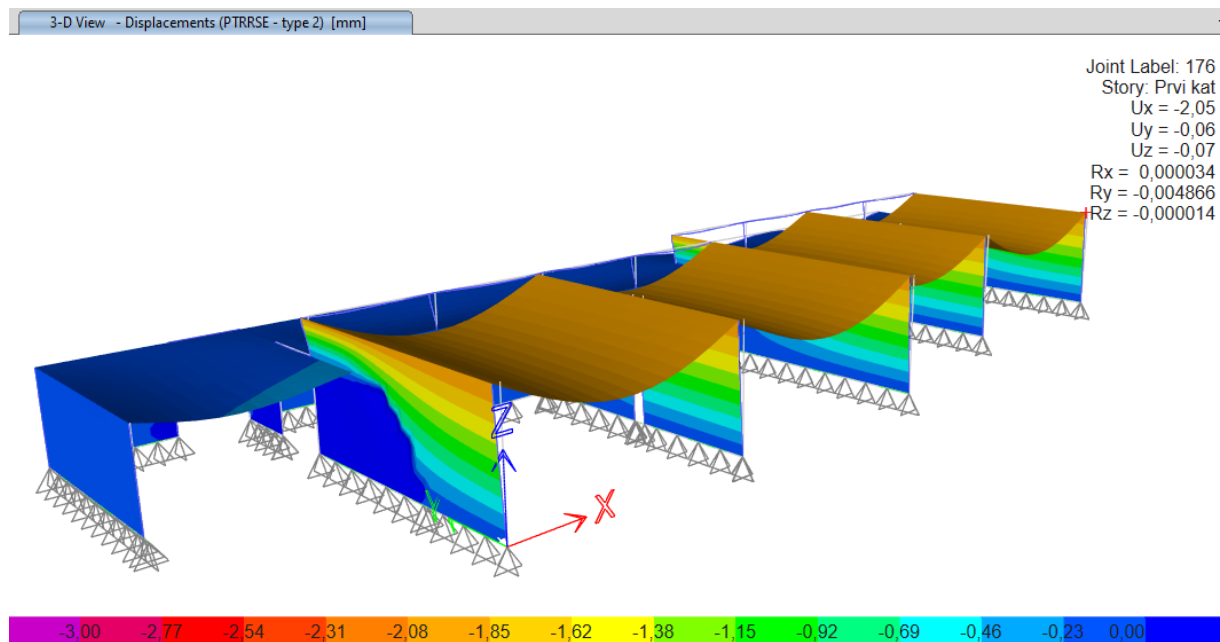 3-D View - Displacements (PTRRSE - type 2) [mm]
Joint Label: 176
Story: Prvi kat
Ux = -2,05
Uy = -0,06
Uz = -0,07
Rx = 0,000034
Ry = -0,004866
Rz = -0,000014
Z
X
-3,00 -2,77 -2,54 -2,31 -2,08 -1,85 -1,62 -1,38 -1,15 -0,92 -0,69 -0,46 -0,23 0,00